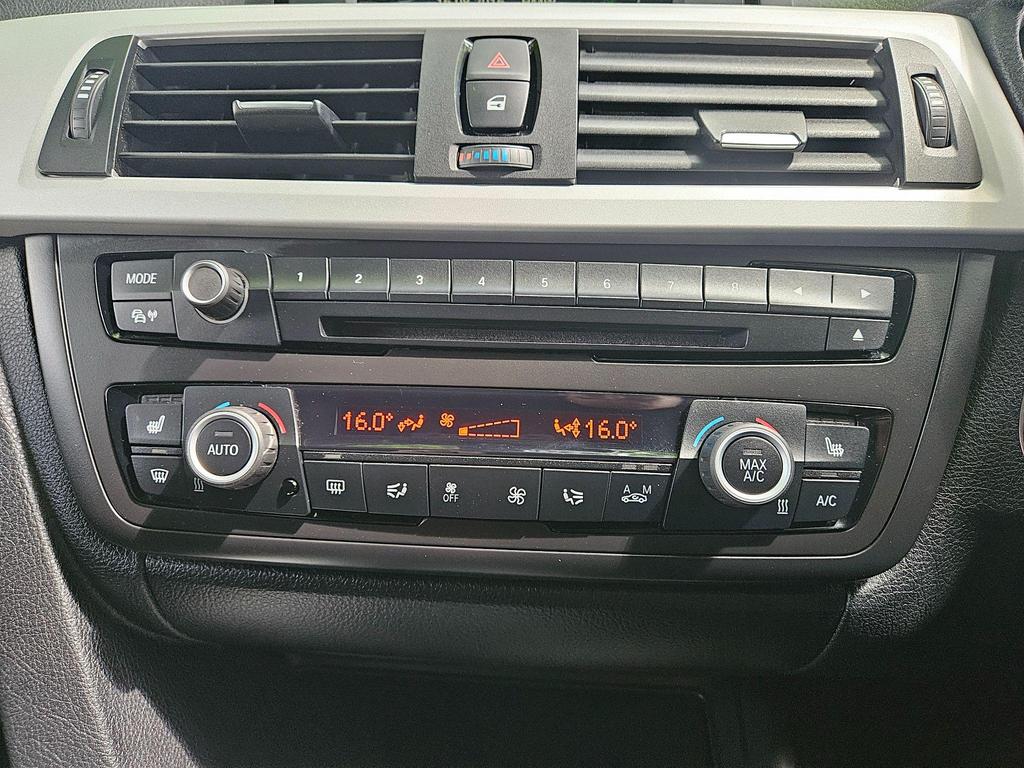 MODE 1 2 3 4 5 6 7 8
16.0° 16.0°
AUTO
MAX
A/C
OFF
A M
A/C